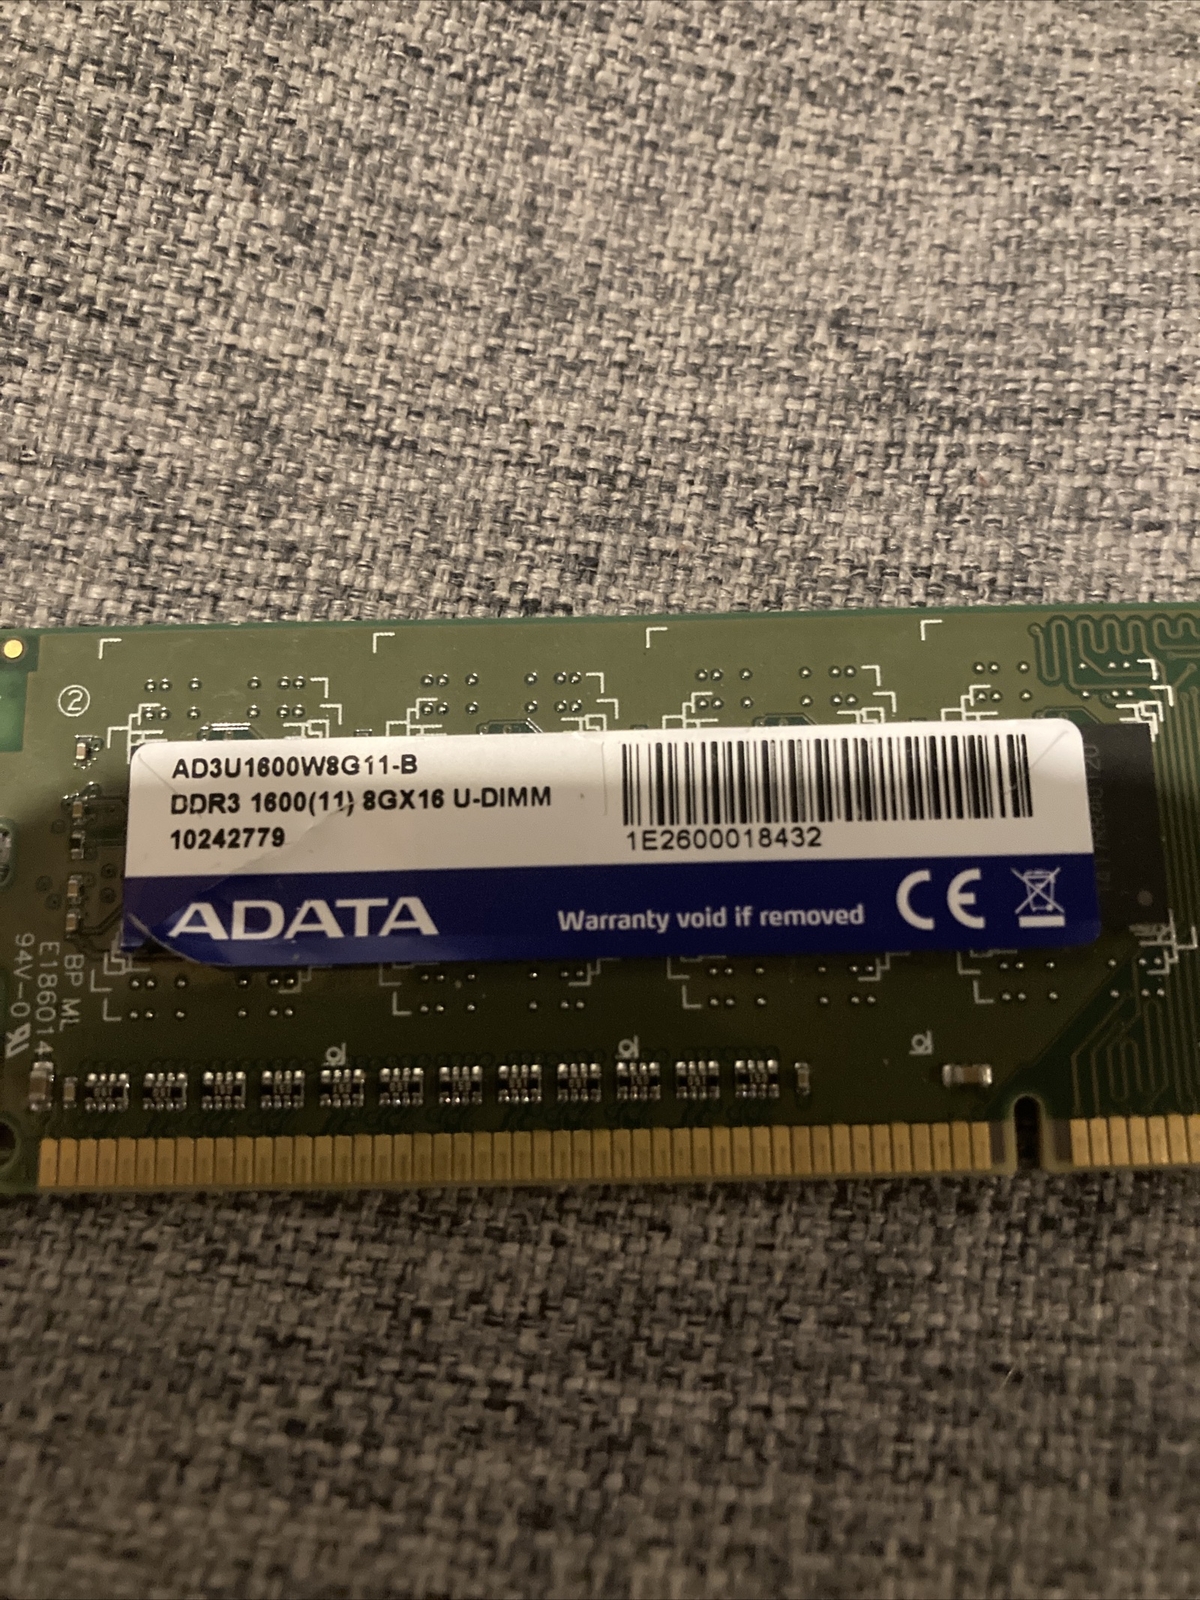 ②
AD3U1600W8G11-B
DDR3 1600(11) 8GX16 U-DIMM
10242779
1E2600018432
ADATA
Warranty void if removed
CE
BP ML
E186014
94V-0